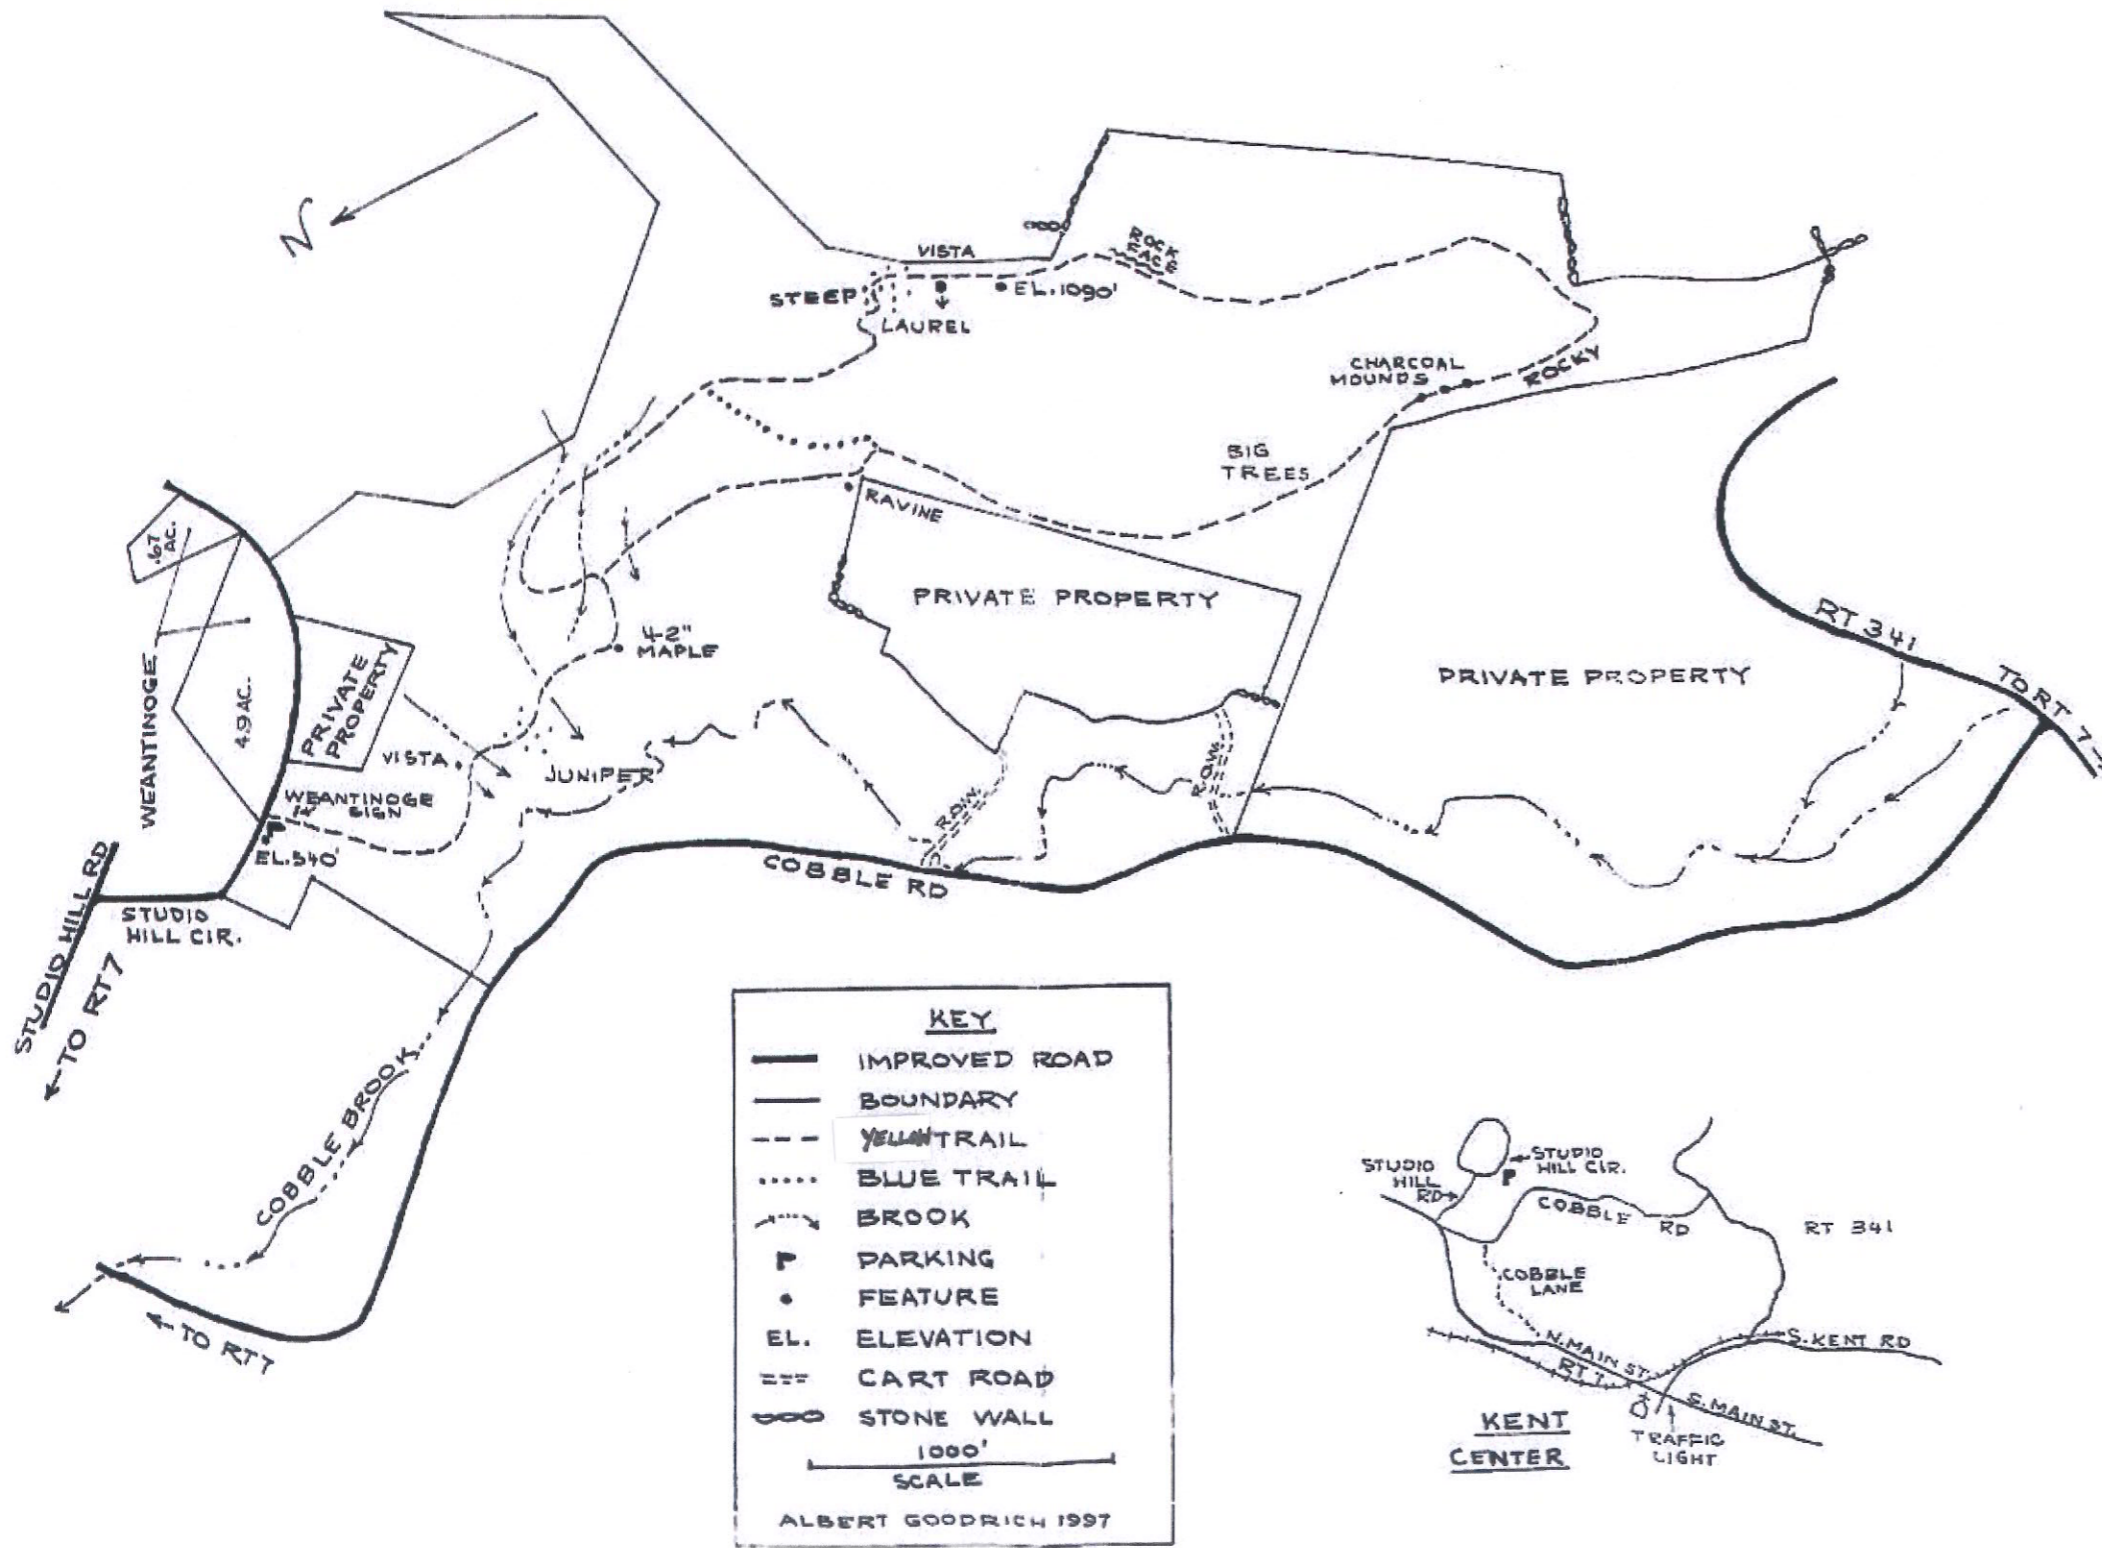 N
VISTA
ROCK
FACE
STEEP
EL. 1090'
LAUREL
CHARCOAL
MOUNDS
ROCKY
BIG
TREES
RAVINE
.67
AC.
PRIVATE PROPERTY
RT 341
TO RT 7
42"
MAPLE
PRIVATE PROPERTY
WEANTINOGE
4.9 AC.
PRIVATE
PROPERTY
VISTA
JUNIPER
WEANTINOGE
SIGN
P
EL. 540'
R.O.W.
R.O.W.
COBBLE RD
STUDIO HILL RD
STUDIO
HILL CIR.
←TO RT7
COBBLE BROOK
←TO RT7
KEY
IMPROVED ROAD
BOUNDARY
YELLOW TRAIL
BLUE TRAIL
BROOK
P PARKING
FEATURE
EL. ELEVATION
CART ROAD
STONE WALL
1000'
SCALE
ALBERT GOODRICH 1997
STUDIO
HILL CIR.
STUDIO
HILL
RD→
P
COBBLE RD
RT 341
COBBLE
LANE
N. MAIN ST.
S. KENT RD
RT 7
S. MAIN ST.
KENT
CENTER
TRAFFIC
LIGHT